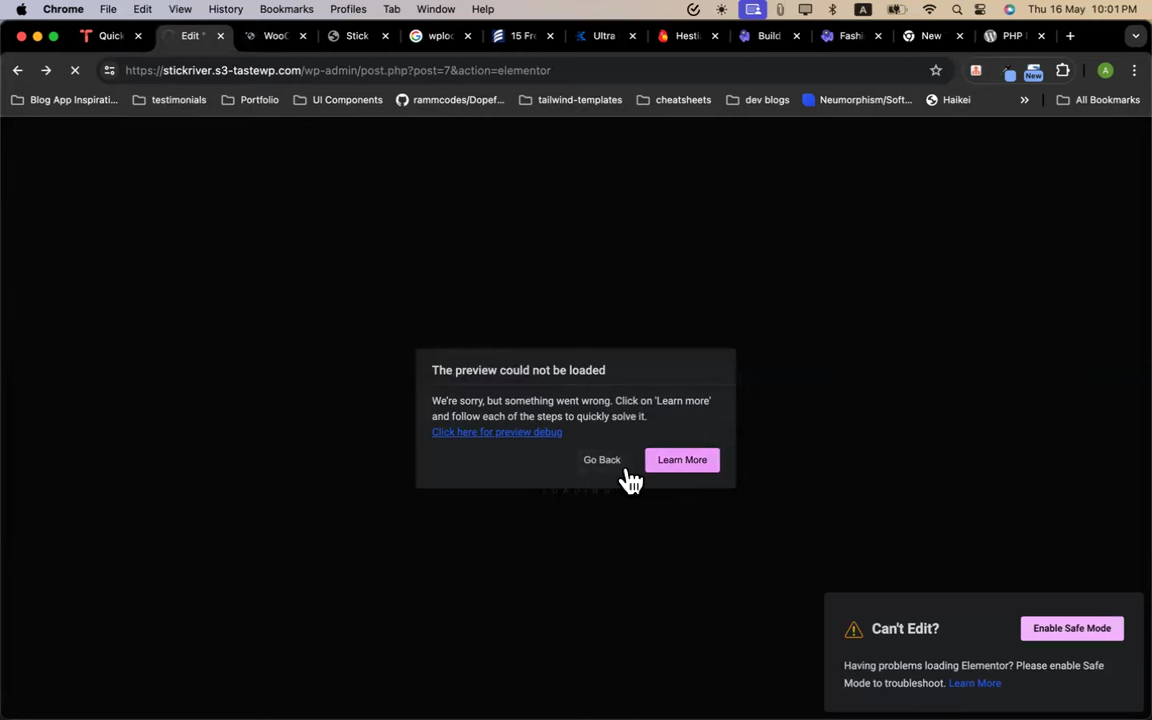 Chrome File Edit View History Bookmarks Profiles Tab Window Help A Thu 16 May 10:01 PM
Quick Edit WooC Stick wploc 15 Fre Ultra Hesti Build Fashi New PHP
https://stickriver.s3-tastewp.com/wp-admin/post.php?post=7&action=elementor New A
Blog App Inspirati... testimonials Portfolio UI Components rammcodes/Dopef... tailwind-templates cheatsheets dev blogs Neumorphism/Soft... Haikei » All Bookmarks
The preview could not be loaded
We're sorry, but something went wrong. Click on 'Learn more'
and follow each of the steps to quickly solve it.
Click here for preview debug
Go Back Learn More
LOADING
Can't Edit? Enable Safe Mode
Having problems loading Elementor? Please enable Safe
Mode to troubleshoot. Learn More